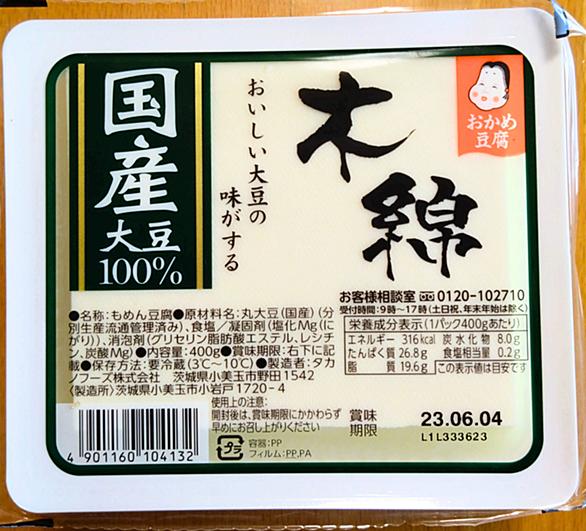 国産
大豆
100%
おいしい大豆の
味がする
木綿
おかめ
豆腐
お客様相談室 0120-102710
受付時間:9時~17時(土日祝、年末年始は除く)
栄養成分表示(1パック400gあたり)
エネルギー 316kcal 炭水化物 8.0g
たんぱく質 26.8g 食塩相当量 0.2g
脂質 19.6g この表示値は目安です
●名称:もめん豆腐●原材料名:丸大豆(国産)(分
別生産流通管理済み)、食塩/凝固剤(塩化Mg(に
がり))、消泡剤(グリセリン脂肪酸エステル、レシチ
ン、炭酸Mg)●内容量:400g●賞味期限:右下に記
載●保存方法:要冷蔵(3℃~10℃)●製造者:タカ
ノフーズ株式会社 茨城県小美玉市野田1542
〈製造所〉茨城県小美玉市小岩戸1720-4
使用上の注意:
開封後は、賞味期限にかかわらず
早めにお召し上がりください
プラ
容器:PP
フィルム:PP,PA
賞味
期限
23.06.04
L1L333623
4 901160 104132